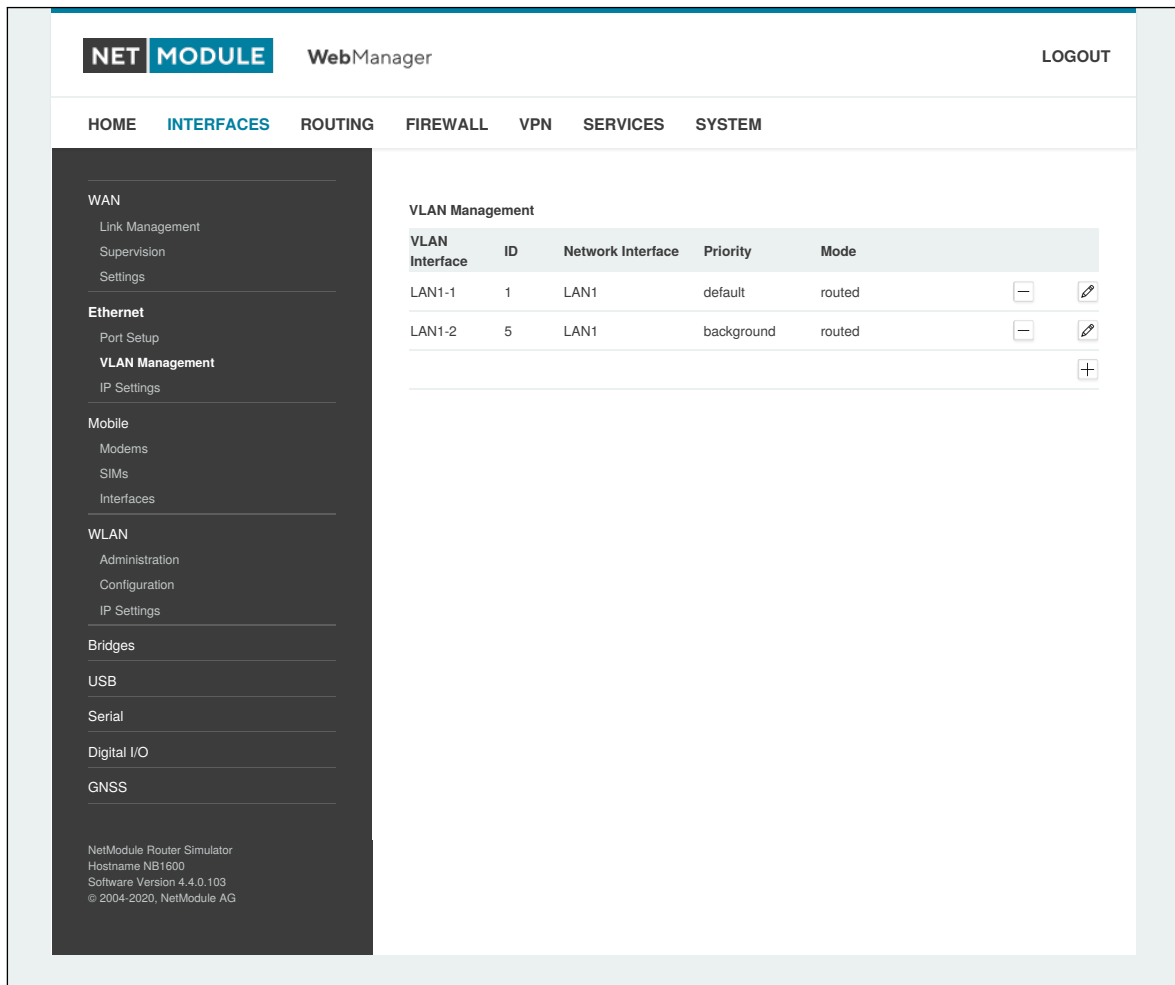 NET MODULE WebManager LOGOUT
HOME INTERFACES ROUTING FIREWALL VPN SERVICES SYSTEM
WAN
Link Management
Supervision
Settings
Ethernet
Port Setup
VLAN Management
IP Settings
Mobile
Modems
SIMs
Interfaces
WLAN
Administration
Configuration
IP Settings
Bridges
USB
Serial
Digital I/O
GNSS
NetModule Router Simulator
Hostname NB1600
Software Version 4.4.0.103
© 2004-2020, NetModule AG
VLAN Management
VLAN Interface ID Network Interface Priority Mode
LAN1-1 1 LAN1 default routed
LAN1-2 5 LAN1 background routed